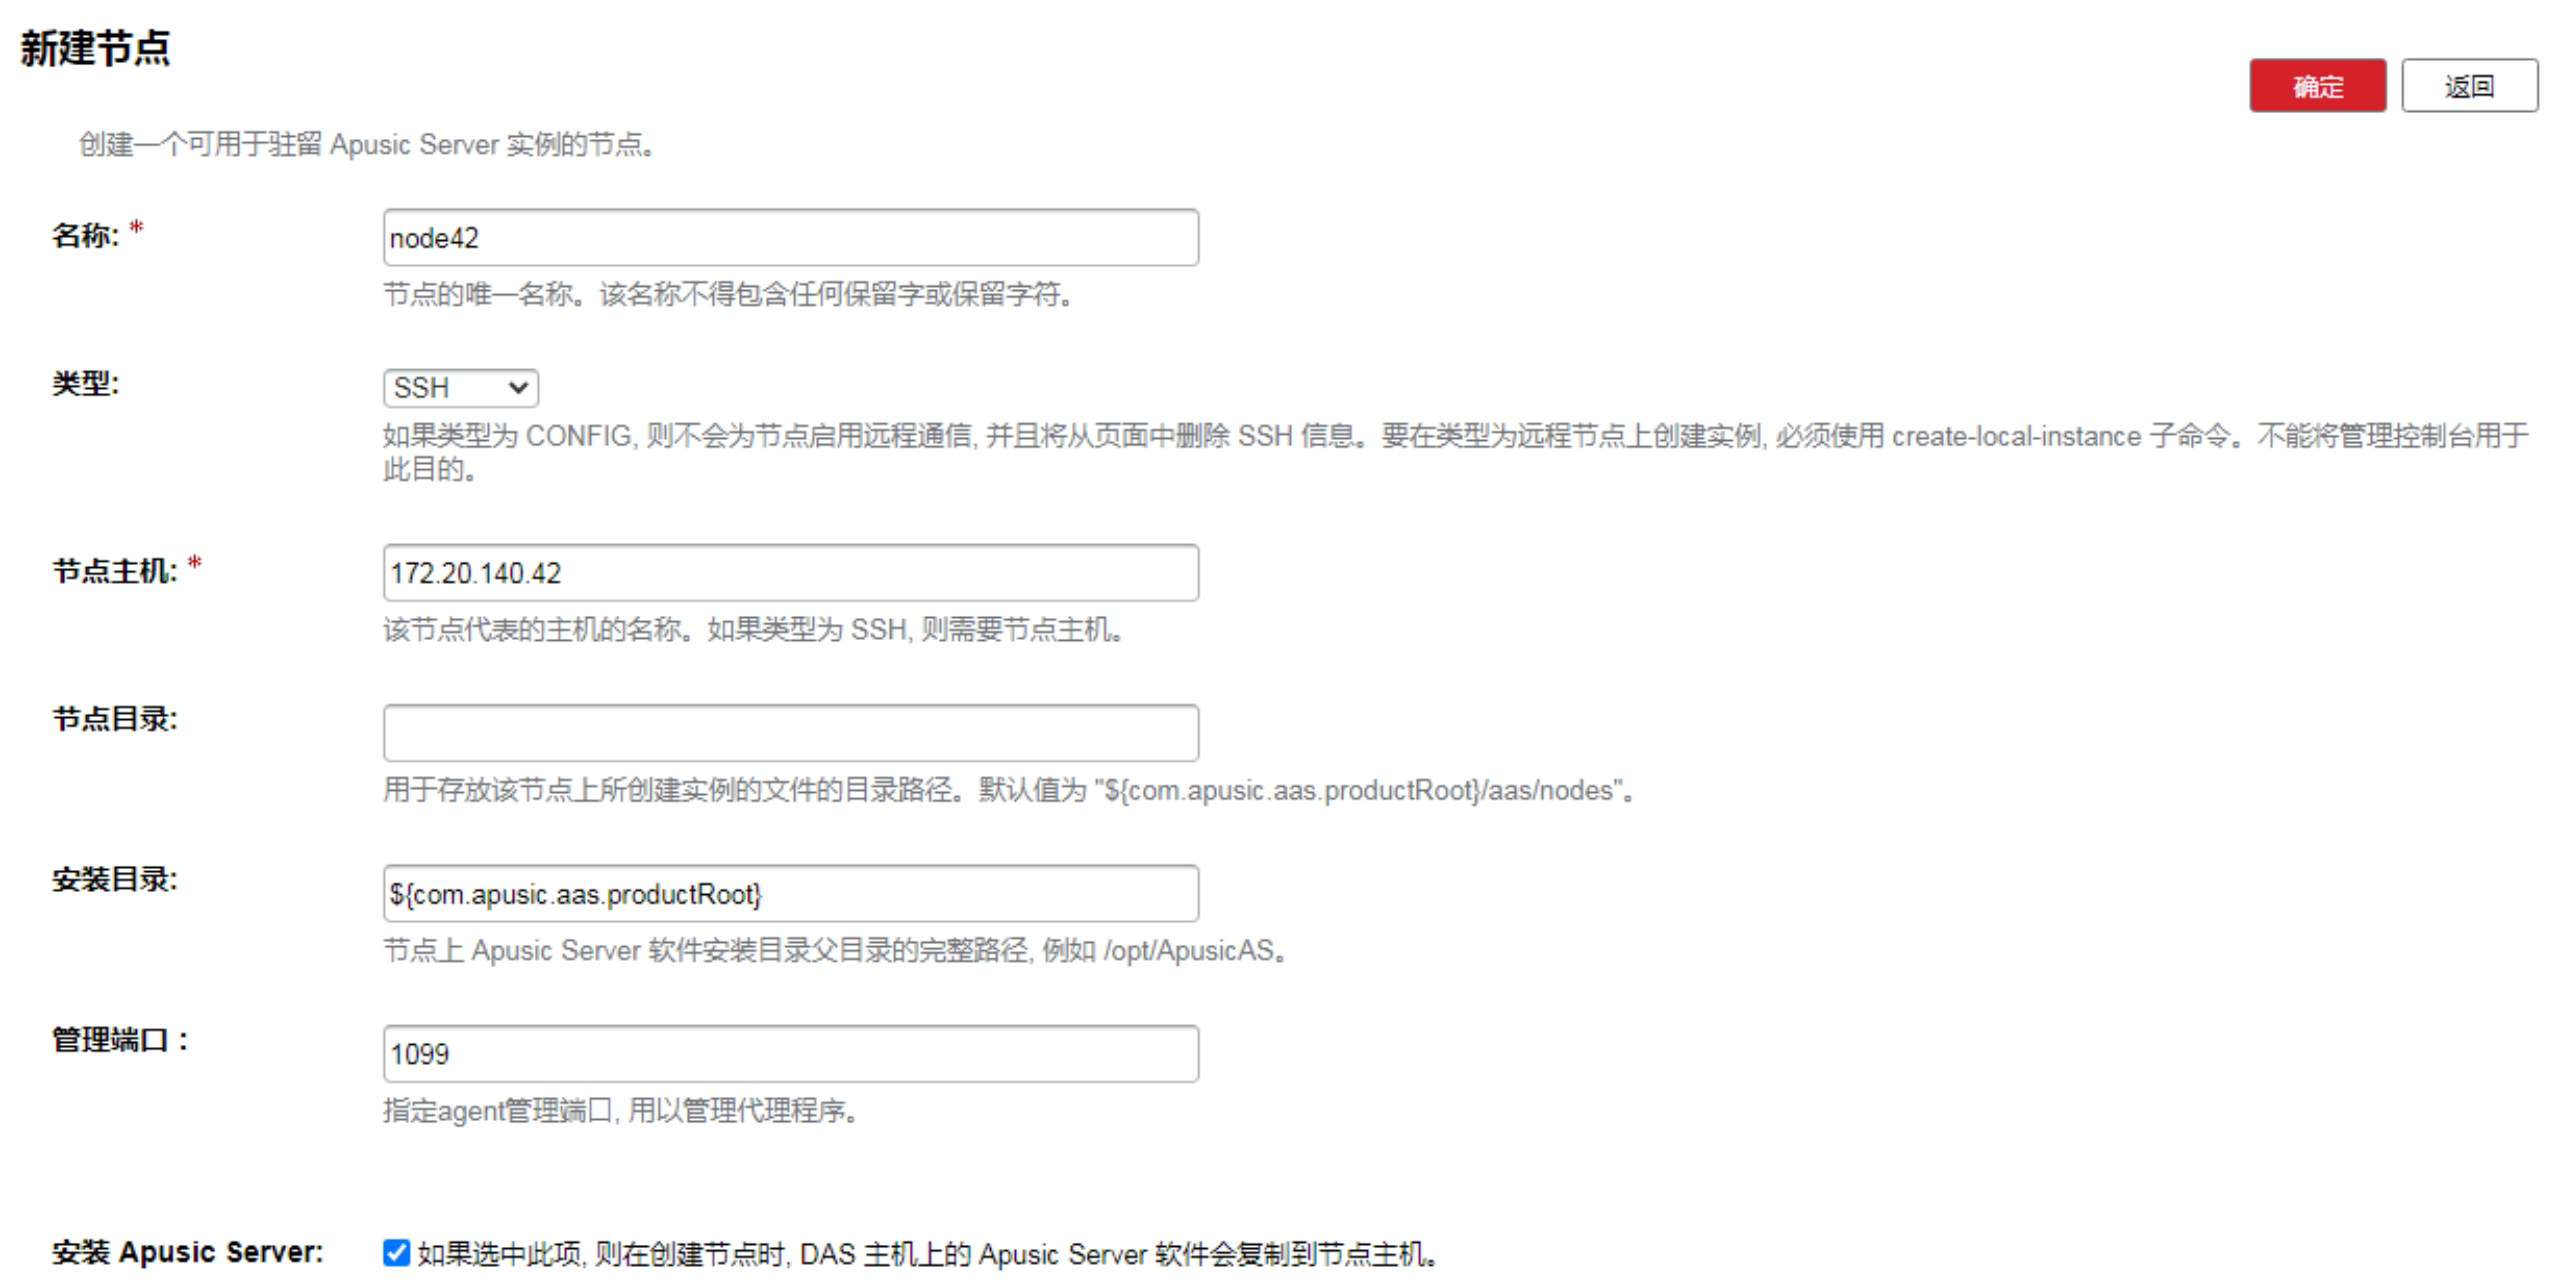 新建节点
确定 返回
创建一个可用于驻留 Apusic Server 实例的节点。
名称: * node42
节点的唯一名称。该名称不得包含任何保留字或保留字符。
类型: SSH
如果类型为 CONFIG, 则不会为节点启用远程通信, 并且将从页面中删除 SSH 信息。要在类型为远程节点上创建实例, 必须使用 create-local-instance 子命令。不能将管理控制台用于
此目的。
节点主机: * 172.20.140.42
该节点代表的主机的名称。如果类型为 SSH, 则需要节点主机。
节点目录:
用于存放该节点上所创建实例的文件的目录路径。默认值为 "${com.apusic.aas.productRoot}/aas/nodes"。
安装目录: ${com.apusic.aas.productRoot}
节点上 Apusic Server 软件安装目录父目录的完整路径, 例如 /opt/ApusicAS。
管理端口： 1099
指定agent管理端口, 用以管理代理程序。
安装 Apusic Server: 如果选中此项, 则在创建节点时, DAS 主机上的 Apusic Server 软件会复制到节点主机。